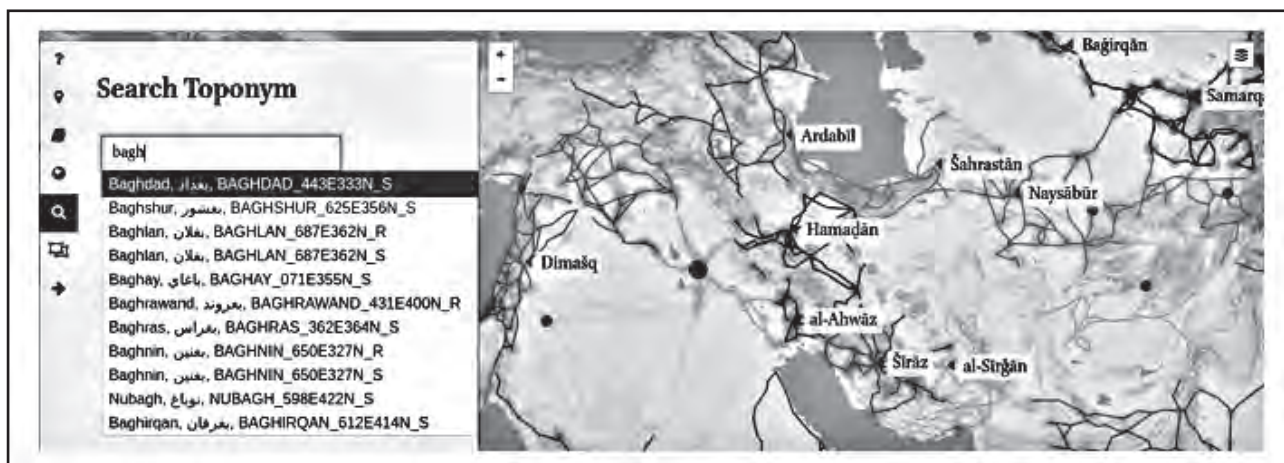 ?
Search Toponym
bagh
Baghdad, بغداد, BAGHDAD_443E333N_S
Baghshur, بغشور, BAGHSHUR_625E356N_S
Baghlan, بغلان, BAGHLAN_687E362N_R
Baghlan, بغلان, BAGHLAN_687E362N_S
Baghay, باغاي, BAGHAY_071E355N_S
Baghrawand, بغروند, BAGHRAWAND_431E400N_R
Baghras, بغراس, BAGHRAS_362E364N_S
Baghnin, بغنين, BAGHNIN_650E327N_R
Baghnin, بغنين, BAGHNIN_650E327N_S
Nubagh, نوباغ, NUBAGH_598E422N_S
Baghirqan, بغرقان, BAGHIRQAN_612E414N_S
+
−
Baġirqān
Samarqa
Ardabīl
Šahrastān
Naysābūr
Hamaḏān
Dimašq
al-Ahwāz
Šīrāz
al-Sīrǧān